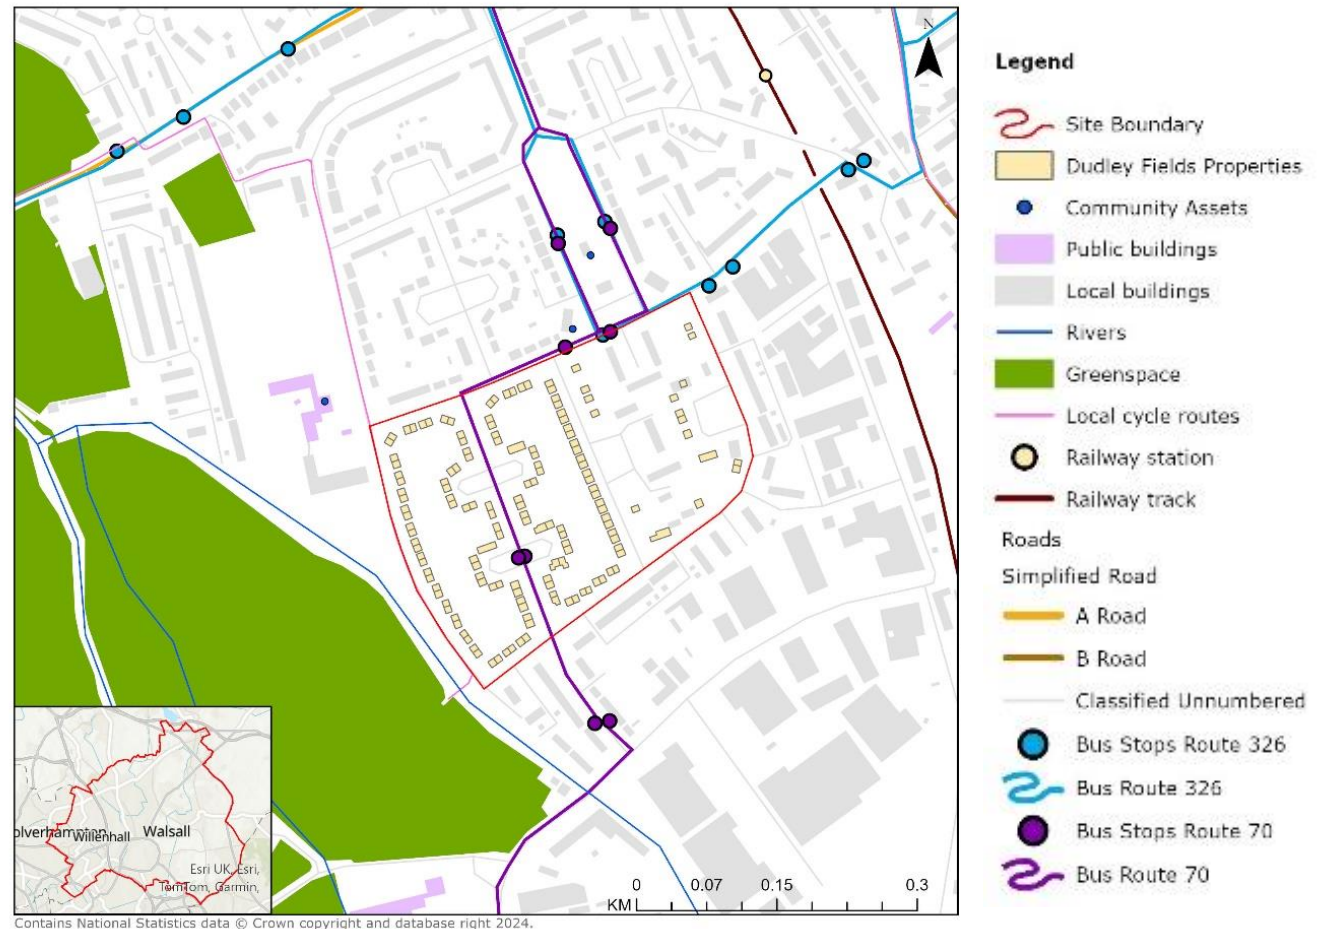 N
Legend
Site Boundary
Dudley Fields Properties
Community Assets
Public buildings
Local buildings
Rivers
Greenspace
Local cycle routes
Railway station
Railway track
Roads
Simplified Road
A Road
B Road
Classified Unnumbered
Bus Stops Route 326
Bus Route 326
Bus Stops Route 70
Bus Route 70
olverhampton Willenhall Walsall
Esri UK, Esri,
TomTom, Garmin,
0 0.07 0.15 0.3
KM
Contains National Statistics data © Crown copyright and database right 2024.